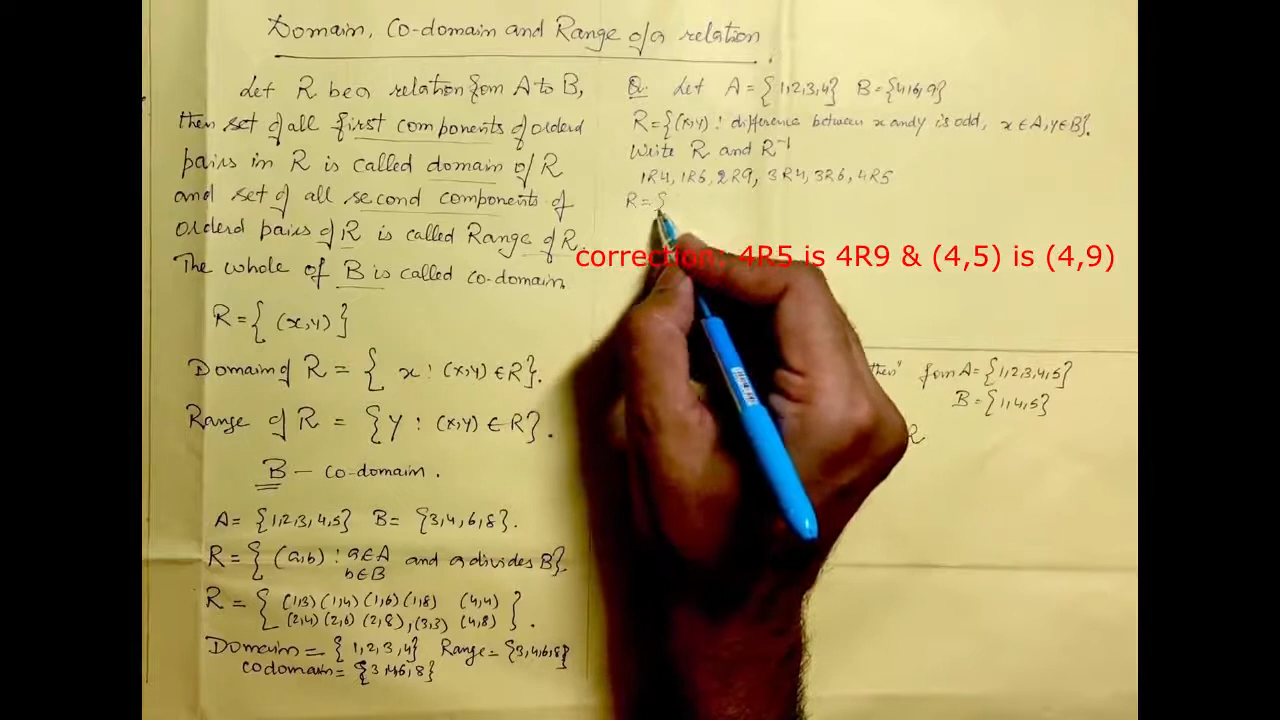 Domain, Co-domain and Range of a relation
Let R be a relation from A to B,
then set of all first components of orderd
pairs in R is called domain of R
and set of all second components of
orderd pairs of R is called Range of R.
The whole of B is called co-domain.
R = { (x,y) }
Domain of R = { x : (x,y) ∈ R}.
Range of R = {y : (x,y) ∈ R}.
B – co-domain.
A = {1,2,3,4,5} B = {3,4,6,8}.
R = { (a,b) : a∈A and a divides B}.
b∈B
R = { (1,3) (1,4) (1,6) (1,8) (4,4)
(2,4) (2,6) (2,8), (3,3) (4,8) }.
Domain = {1,2,3,4} Range = {3,4,6,8}
codomain = {3,4,6,8}
Q. Let A = {1,2,3,4} B = {4,6,9}
R = {(x,y) : difference between x and y is odd, x ∈ A, y ∈ B}.
Write R and R⁻¹
1R4, 1R6, 2R9, 3R4, 3R6, 4R5
R = {
correction; 4R5 is 4R9 & (4,5) is (4,9)
then" from A = {1,2,3,4,5}
B = {1,4,5}
R